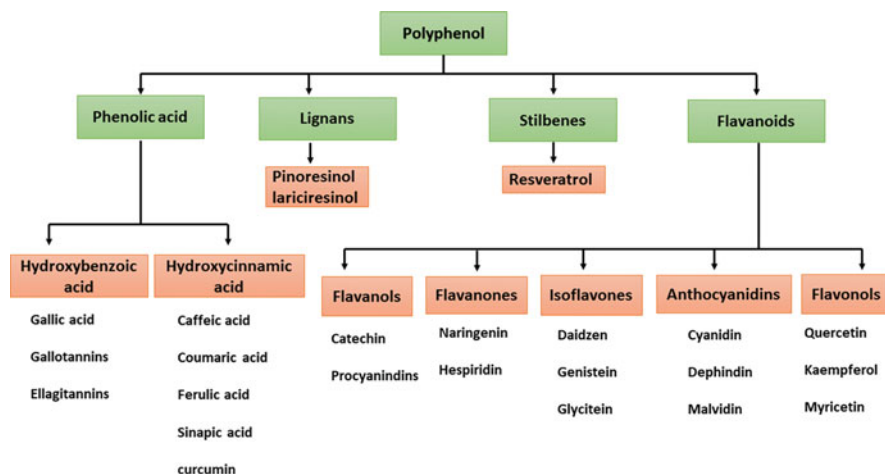 Polyphenol
Phenolic acid
Lignans
Stilbenes
Flavanoids
Pinoresinol
lariciresinol
Resveratrol
Hydroxybenzoic
acid
Hydroxycinnamic
acid
Flavanols
Flavanones
Isoflavones
Anthocyanidins
Flavonols
Gallic acid
Gallotannins
Ellagitannins
Caffeic acid
Coumaric acid
Ferulic acid
Sinapic acid
curcumin
Catechin
Procyanindins
Naringenin
Hespiridin
Daidzen
Genistein
Glycitein
Cyanidin
Dephindin
Malvidin
Quercetin
Kaempferol
Myricetin